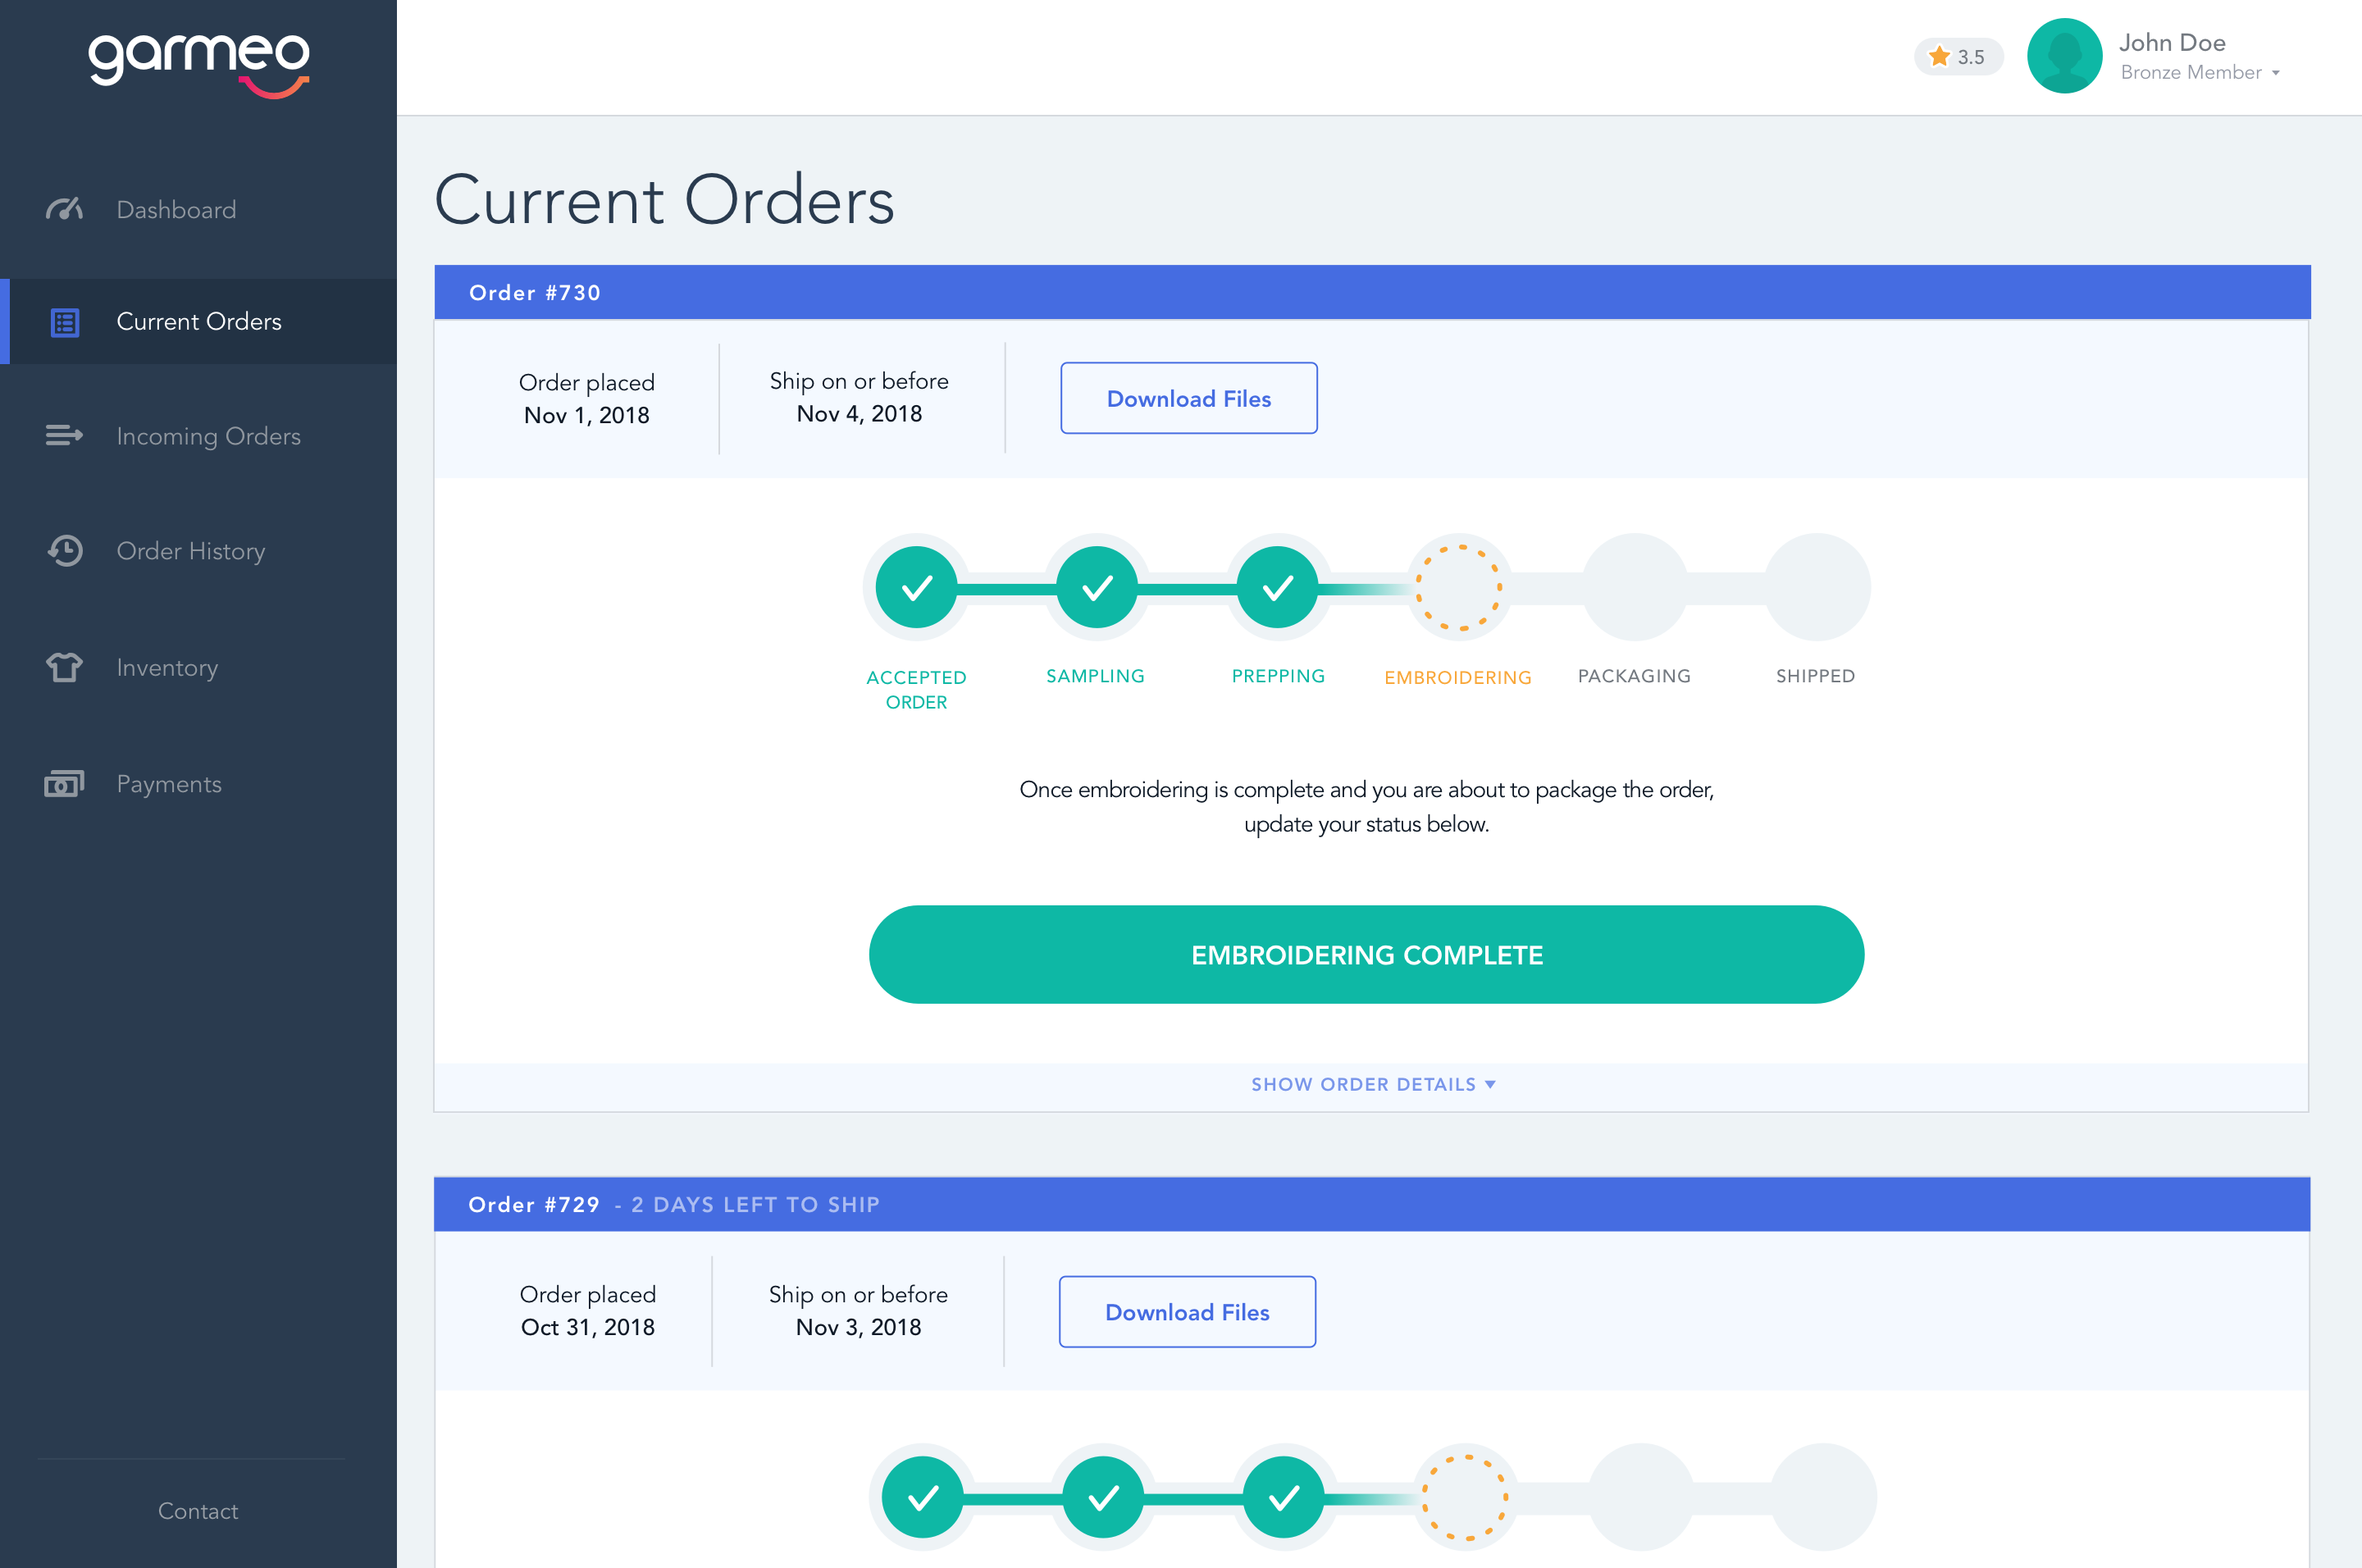 garmeo
3.5
John Doe
Bronze Member
Dashboard
Current Orders
Incoming Orders
Order History
Inventory
Payments
Contact
Current Orders
Order #730
Order placed
Nov 1, 2018
Ship on or before
Nov 4, 2018
Download Files
ACCEPTED
ORDER
SAMPLING
PREPPING
EMBROIDERING
PACKAGING
SHIPPED
Once embroidering is complete and you are about to package the order,
update your status below.
EMBROIDERING COMPLETE
SHOW ORDER DETAILS
Order #729 - 2 DAYS LEFT TO SHIP
Order placed
Oct 31, 2018
Ship on or before
Nov 3, 2018
Download Files